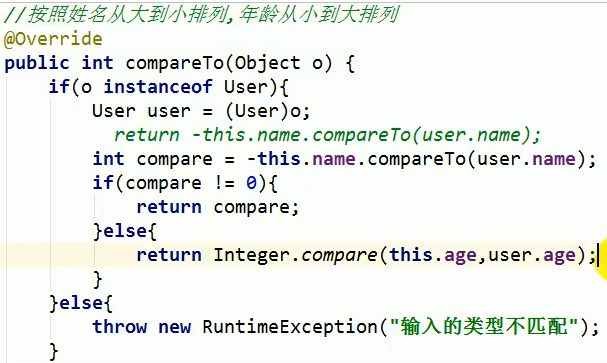 //按照姓名从大到小排列,年龄从小到大排列
@Override
public int compareTo(Object o) {
    if(o instanceof User){
        User user = (User)o;
          return -this.name.compareTo(user.name);
        int compare = -this.name.compareTo(user.name);
        if(compare != 0){
            return compare;
        }else{
            return Integer.compare(this.age,user.age);
        }
    }else{
        throw new RuntimeException("输入的类型不匹配");
    }